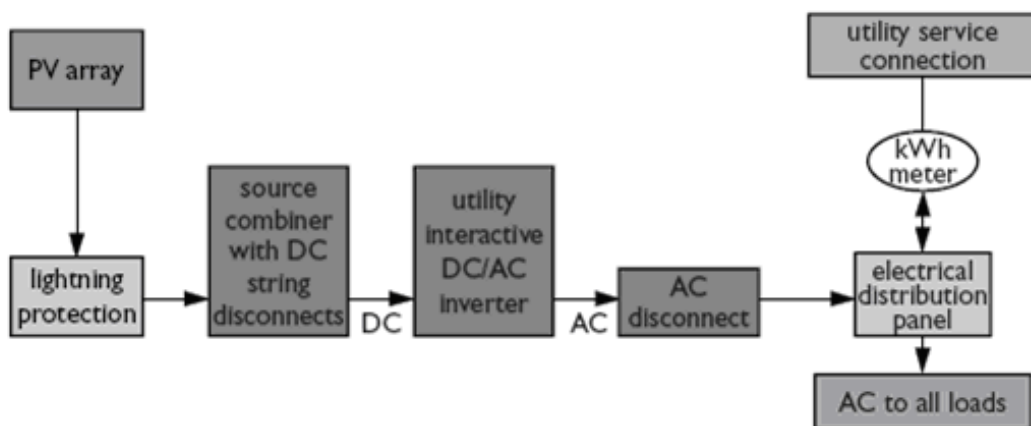 PV array
lightning
protection
source
combiner
with DC
string
disconnects
DC
utility
interactive
DC/AC
inverter
AC
AC
disconnect
utility service
connection
kWh
meter
electrical
distribution
panel
AC to all loads